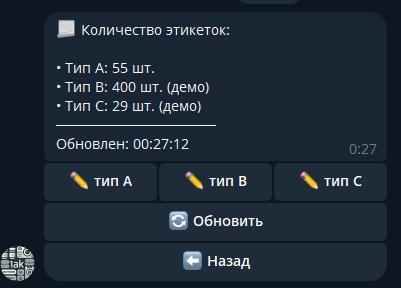 Количество этикеток:
• Тип A: 55 шт.
• Тип B: 400 шт. (демо)
• Тип C: 29 шт. (демо)
Обновлен: 00:27:12
0:27
тип A
тип B
тип C
Обновить
Назад
1ak